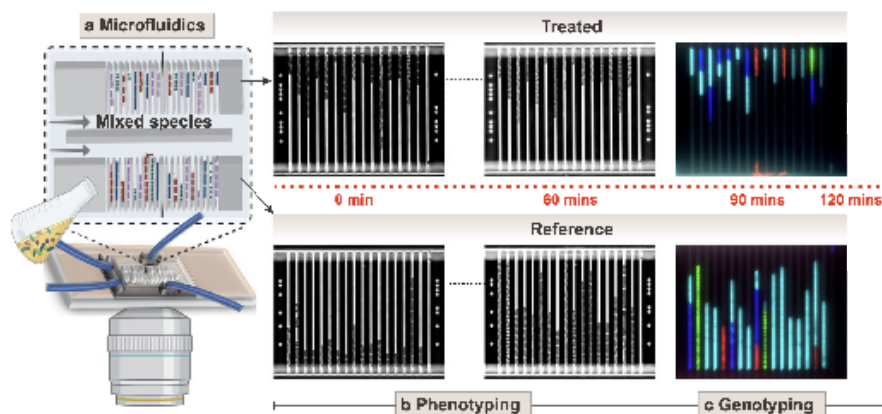 a Microfluidics
Treated
Mixed species
0 min
60 mins
90 mins
120 mins
Reference
b Phenotyping
c Genotyping